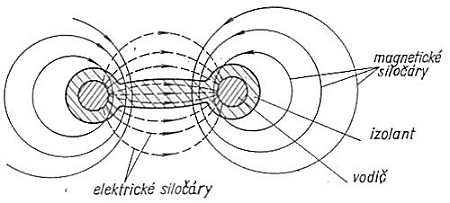 magnetické
siločáry
izolant
vodič
elektrické siločáry